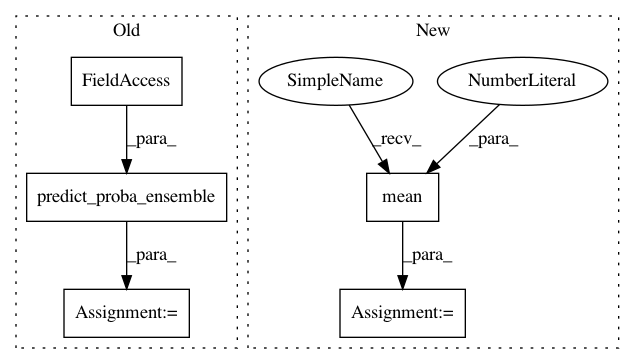 Old
New
FieldAccess
SimpleName
NumberLiteral
_para_
_recv_
_para_
predict_proba_ensemble
mean
_para_
_para_
Assignment:=
Assignment:=